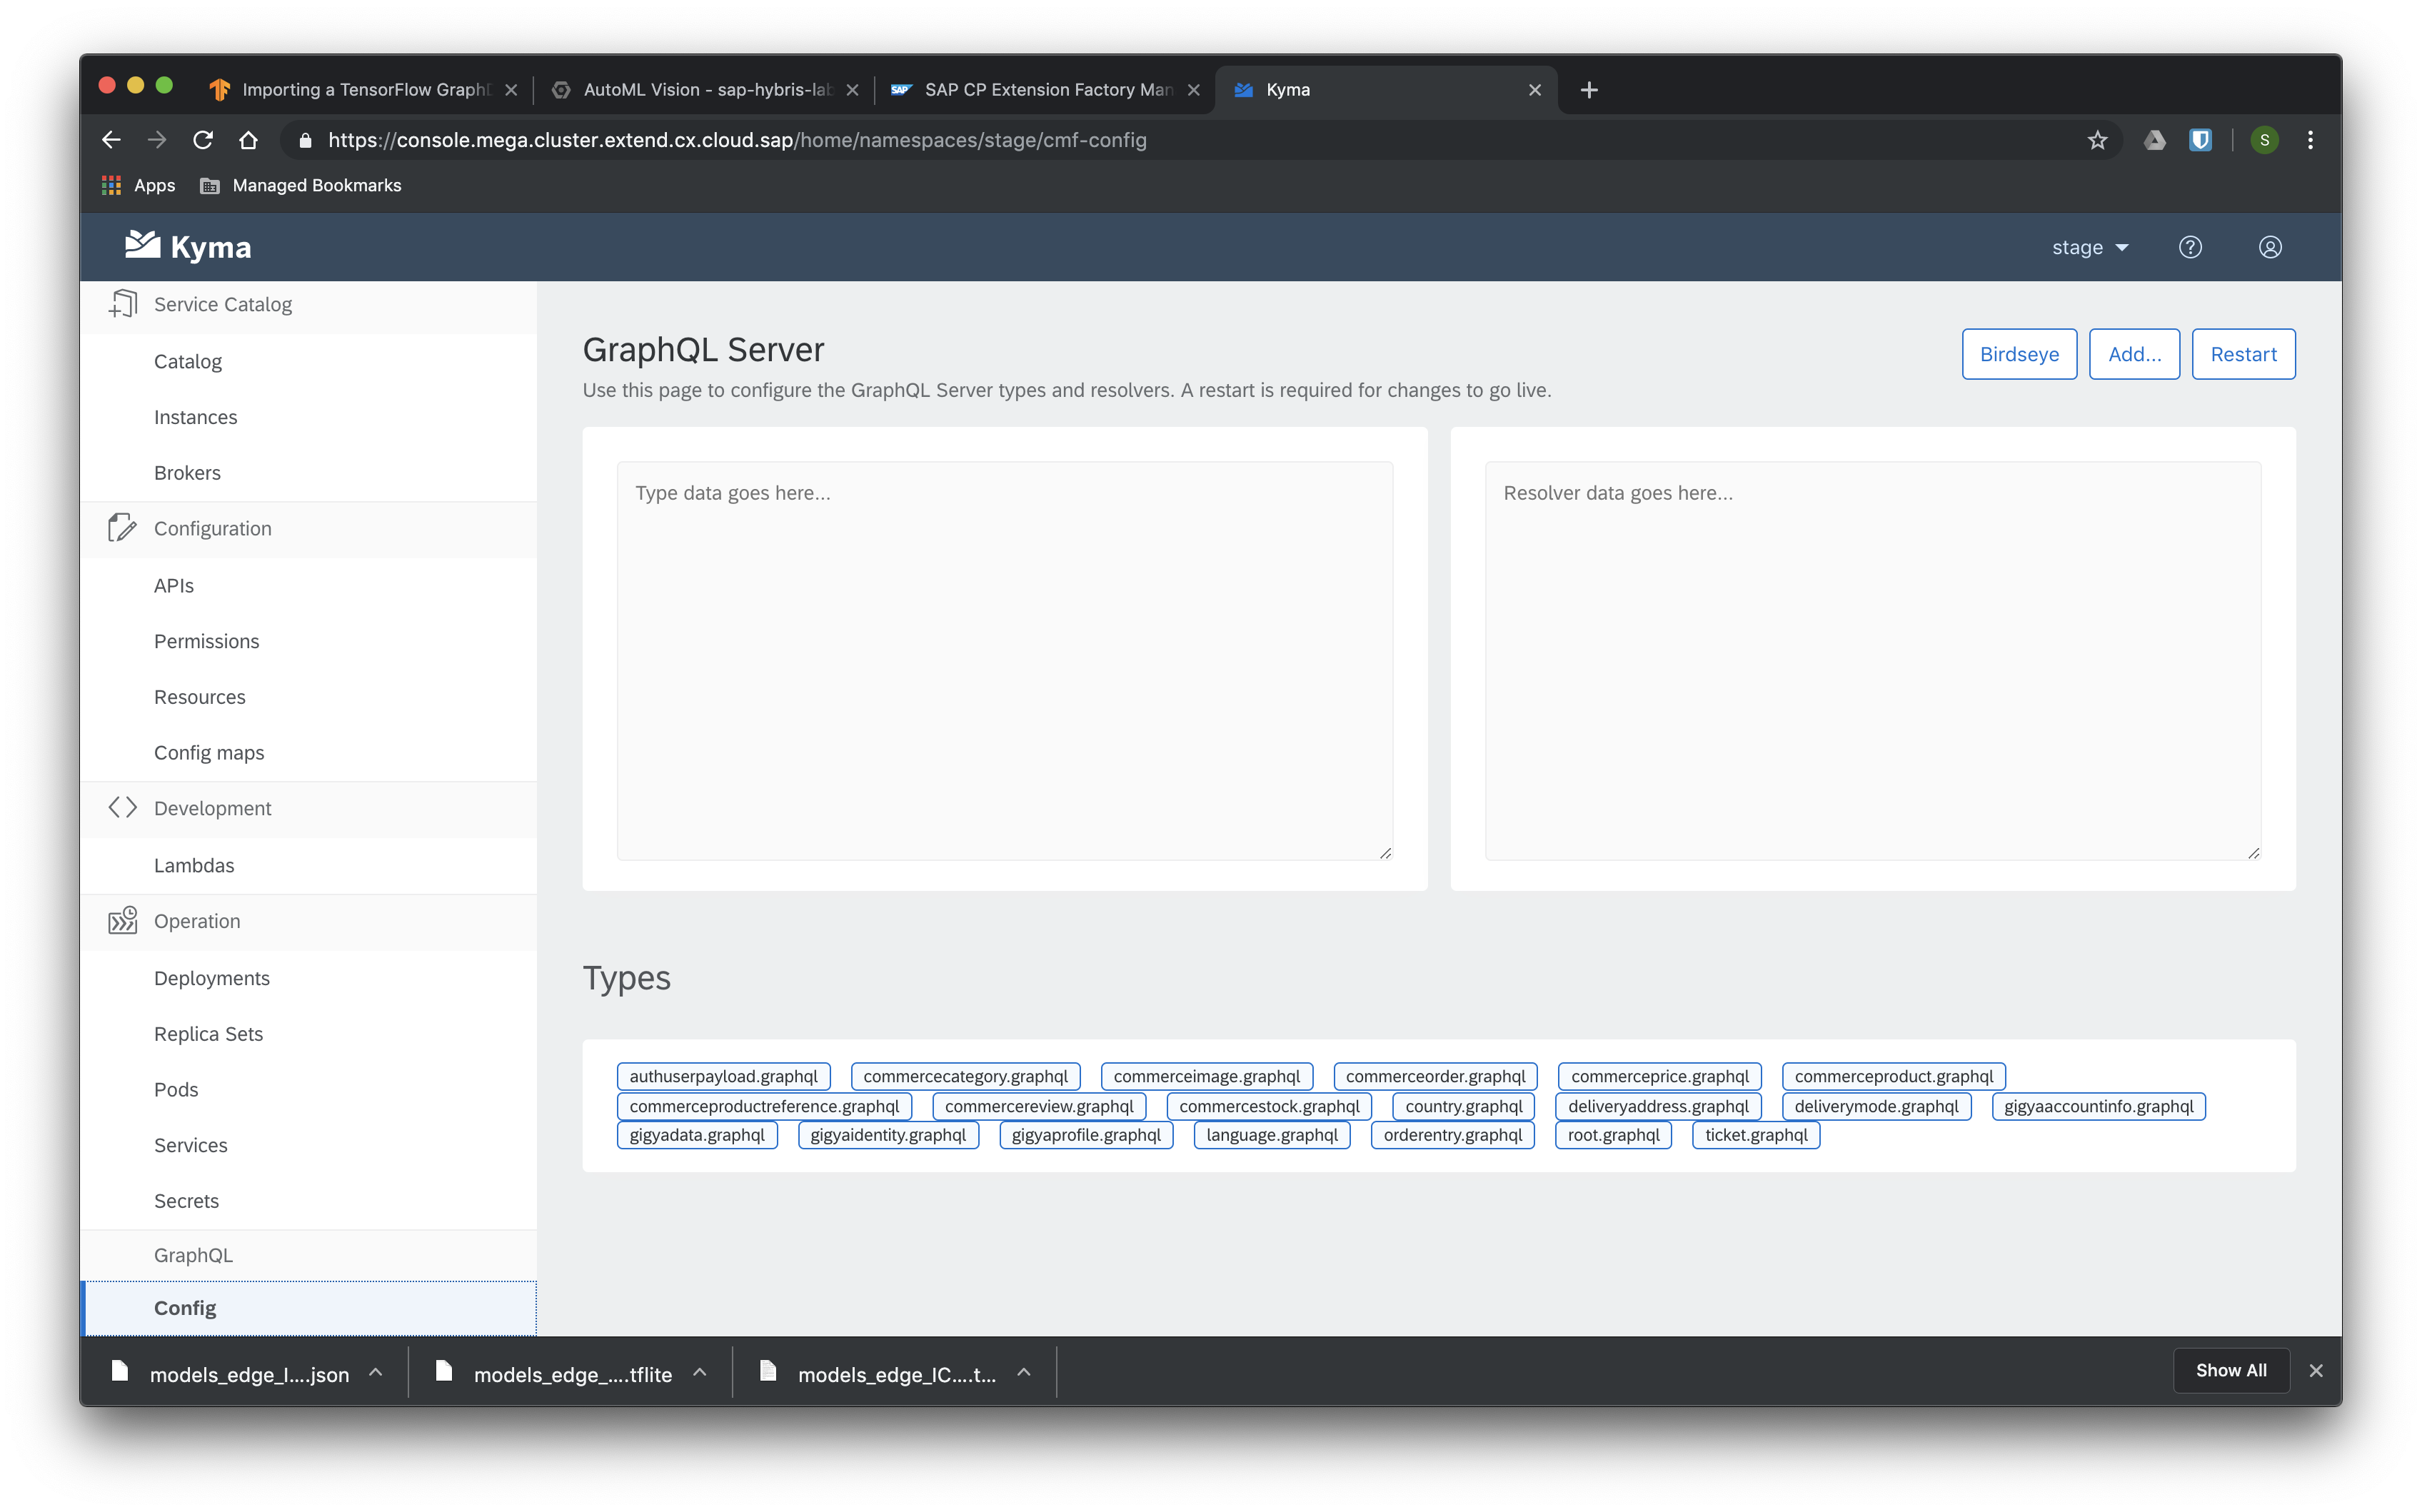 Importing a TensorFlow GraphD
AutoML Vision - sap-hybris-lab
SAP CP Extension Factory Man
Kyma
https://console.mega.cluster.extend.cx.cloud.sap/home/namespaces/stage/cmf-config
S
Apps
Managed Bookmarks
Kyma
stage
Service Catalog
Catalog
Instances
Brokers
Configuration
APIs
Permissions
Resources
Config maps
Development
Lambdas
Operation
Deployments
Replica Sets
Pods
Services
Secrets
GraphQL
Config
GraphQL Server
Birdseye
Add...
Restart
Use this page to configure the GraphQL Server types and resolvers. A restart is required for changes to go live.
Type data goes here...
Resolver data goes here...
Types
authuserpayload.graphql commercecategory.graphql commerceimage.graphql commerceorder.graphql commerceprice.graphql commerceproduct.graphql
commerceproductreference.graphql commercereview.graphql commercestock.graphql country.graphql deliveryaddress.graphql deliverymode.graphql gigyaaccountinfo.graphql
gigyadata.graphql gigyaidentity.graphql gigyaprofile.graphql language.graphql orderentry.graphql root.graphql ticket.graphql
models_edge_I....json
models_edge_....tflite
models_edge_IC....t...
Show All